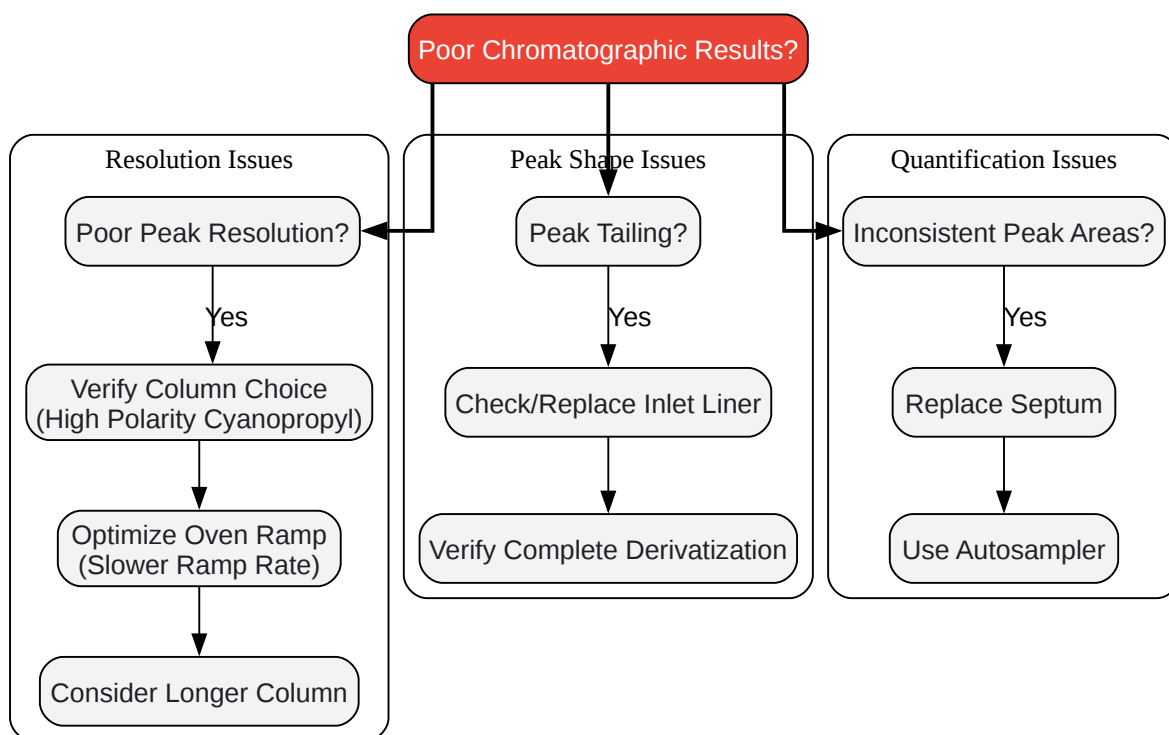 Poor Chromatographic Results?
Resolution Issues
Poor Peak Resolution?
Yes
Verify Column Choice
(High Polarity Cyanopropyl)
Optimize Oven Ramp
(Slower Ramp Rate)
Consider Longer Column
Peak Shape Issues
Peak Tailing?
Yes
Check/Replace Inlet Liner
Verify Complete Derivatization
Quantification Issues
Inconsistent Peak Areas?
Yes
Replace Septum
Use Autosampler